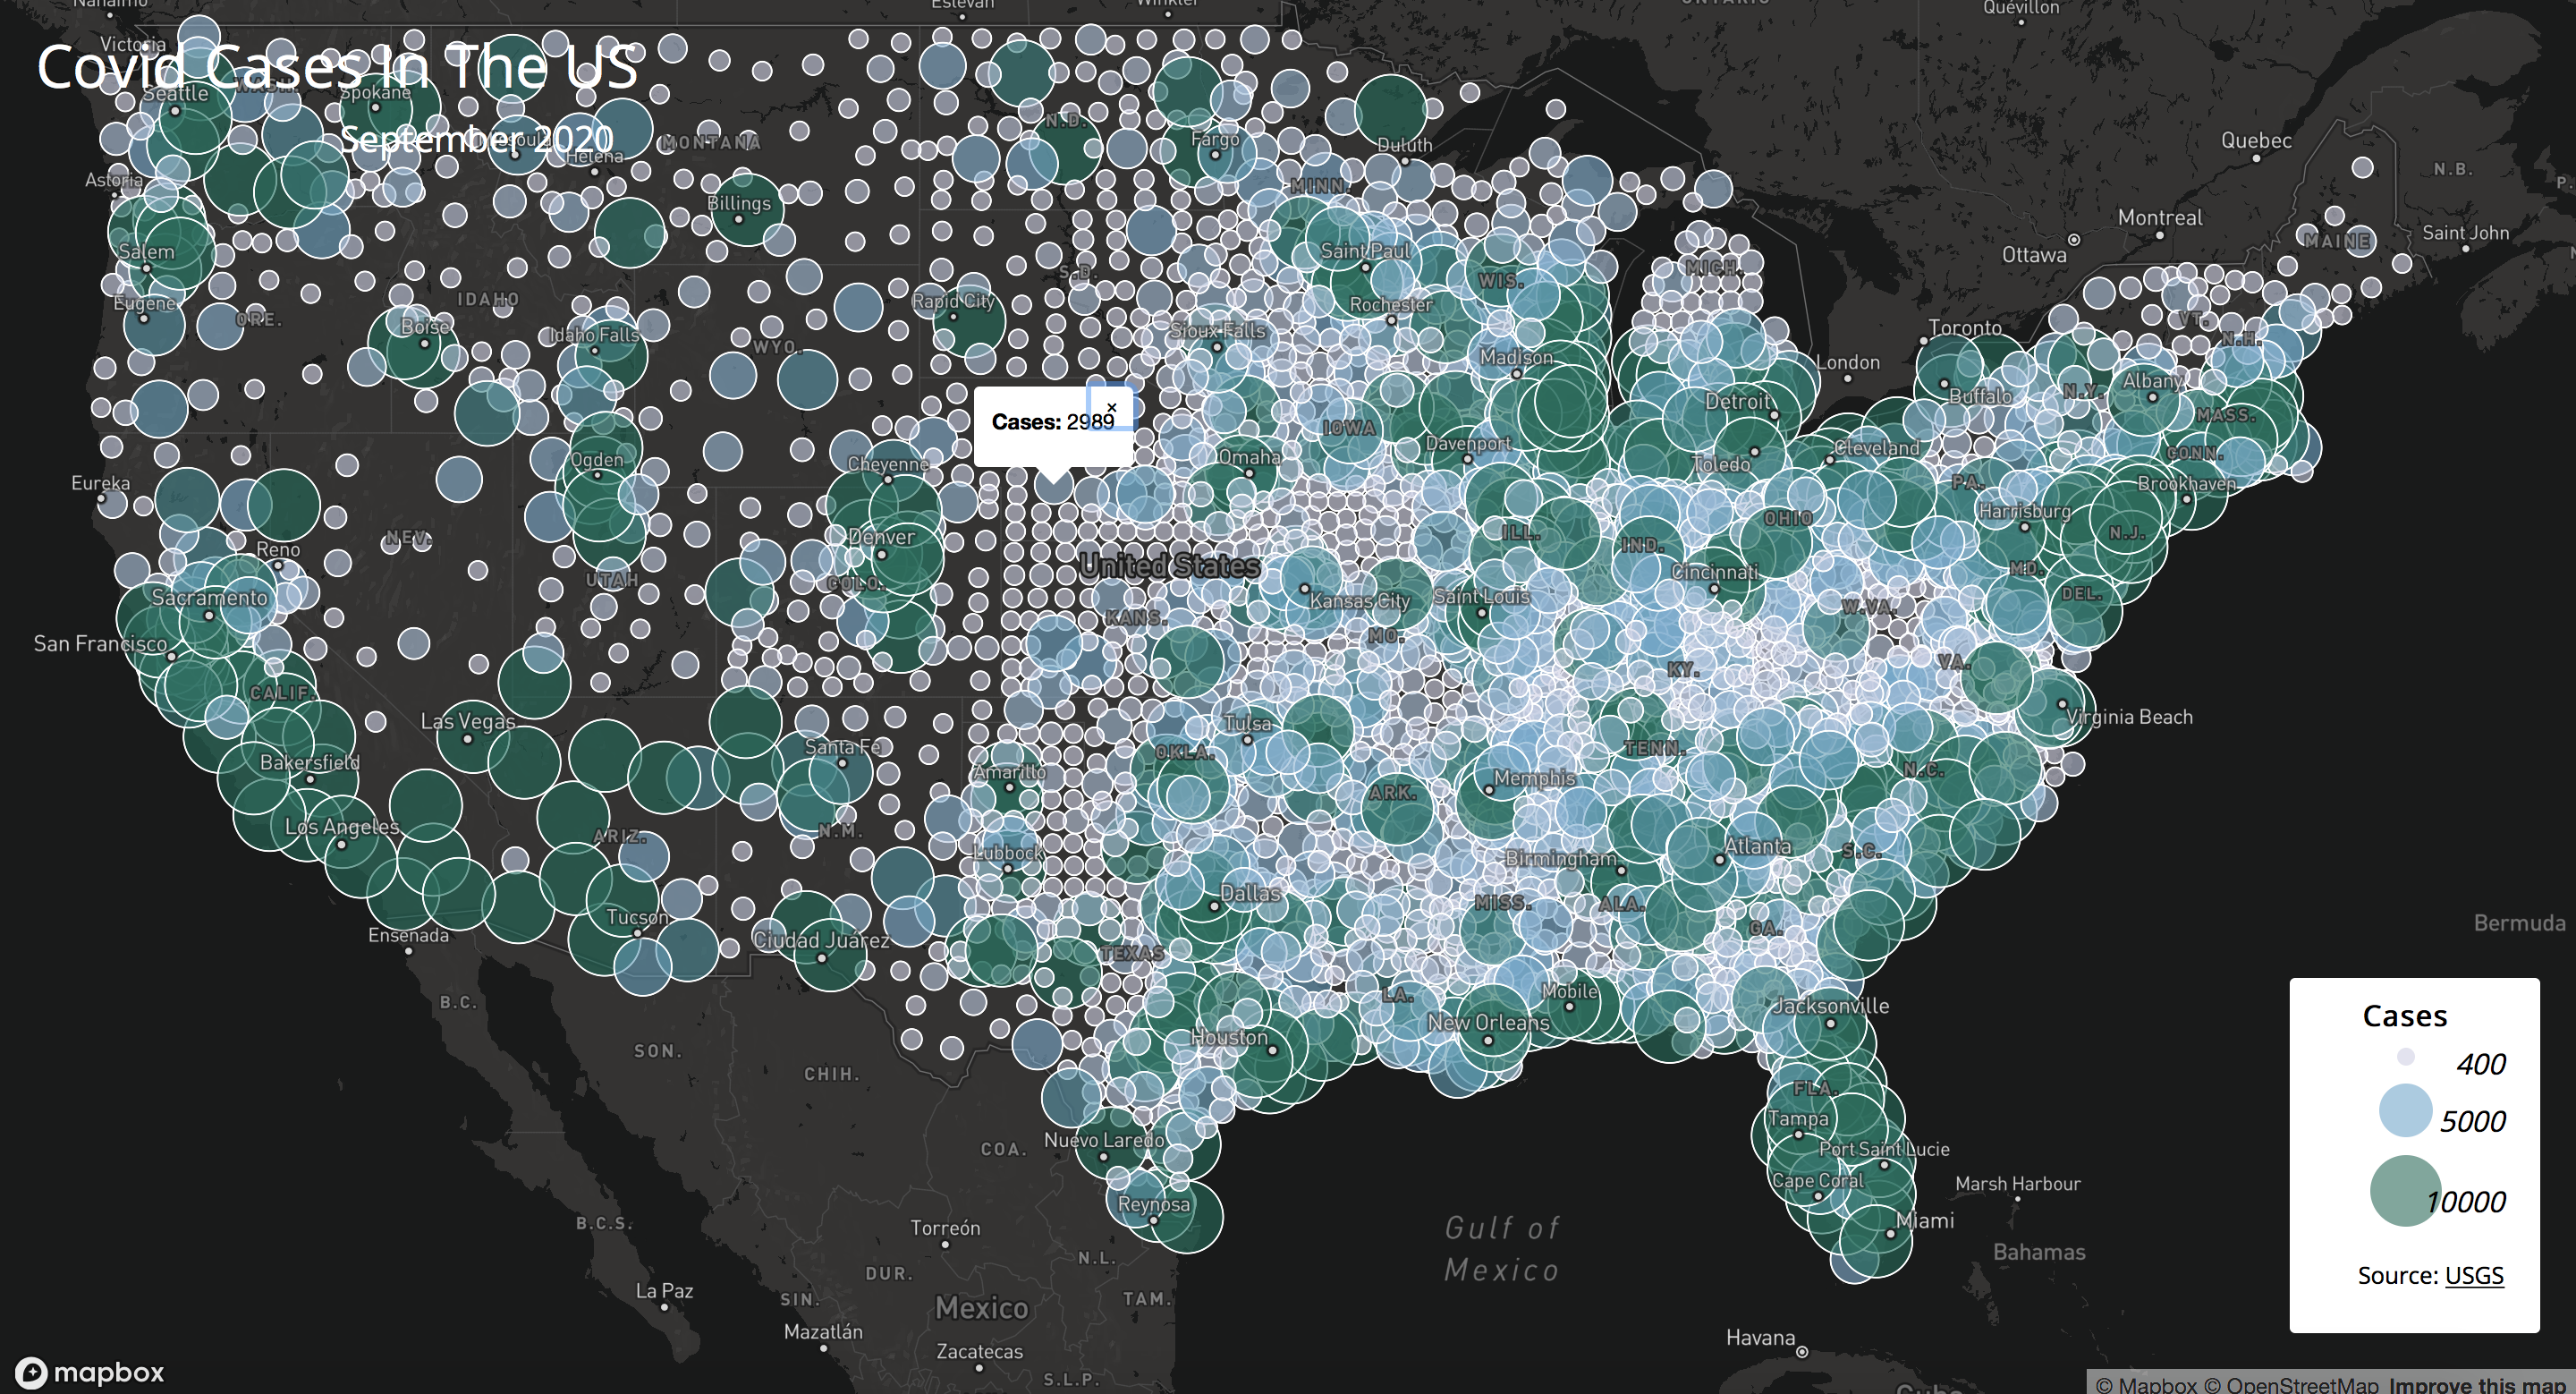 Nanaimo
Estevan
Winkler
ONTARIO
Quévillon
Victoria
Covid Cases In The US
WASH.
Seattle
Spokane
September 2020
Missoula
Helena
MONTANA
N.D.
Fargo
Duluth
Quebec
N.B.
P.
Astoria
Billings
MINN.
Montreal
Salem
Saint Paul
Ottawa
MAINE
Saint John
Eugene
ORE.
IDAHO
Boise
Idaho Falls
Rapid City
S.D.
WIS.
MICH.
Rochester
Sioux Falls
WYO.
Madison
Toronto
London
VT.
N.H.
Buffalo
N.Y.
Albany
MASS.
Cases: 2989
×
Detroit
IOWA
Davenport
Toledo
Cleveland
CONN.
Ogden
Cheyenne
Omaha
Eureka
PA.
Harrisburg
Brookhaven
N.J.
Reno
NEV.
UTAH
Denver
COLO.
United States
ILL.
IND.
OHIO
Cincinnati
MD.
DEL.
Sacramento
KANS.
Kansas City
Saint Louis
W.VA.
San Francisco
MO.
KY.
VA.
CALIF.
Las Vegas
Santa Fe
Tulsa
Virginia Beach
Bakersfield
Amarillo
OKLA.
Memphis
TENN.
N.C.
Los Angeles
ARIZ.
N.M.
Lubbock
ARK.
Birmingham
Atlanta
S.C.
Tucson
Dallas
MISS.
ALA.
GA.
Ensenada
Ciudad Juárez
TEXAS
Bermuda
B.C.
LA.
Mobile
Jacksonville
SON.
CHIH.
Houston
New Orleans
FLA.
Tampa
COA.
Nuevo Laredo
Port Saint Lucie
Cape Coral
Marsh Harbour
B.C.S.
Torreón
Reynosa
Gulf of
Mexico
Miami
Bahamas
N.L.
DUR.
La Paz
SIN.
Mexico
TAM.
Mazatlán
Zacatecas
Havana
S.L.P.
Cuba
Cases
400
5000
10000
Source: USGS
mapbox
© Mapbox © OpenStreetMap Improve this map